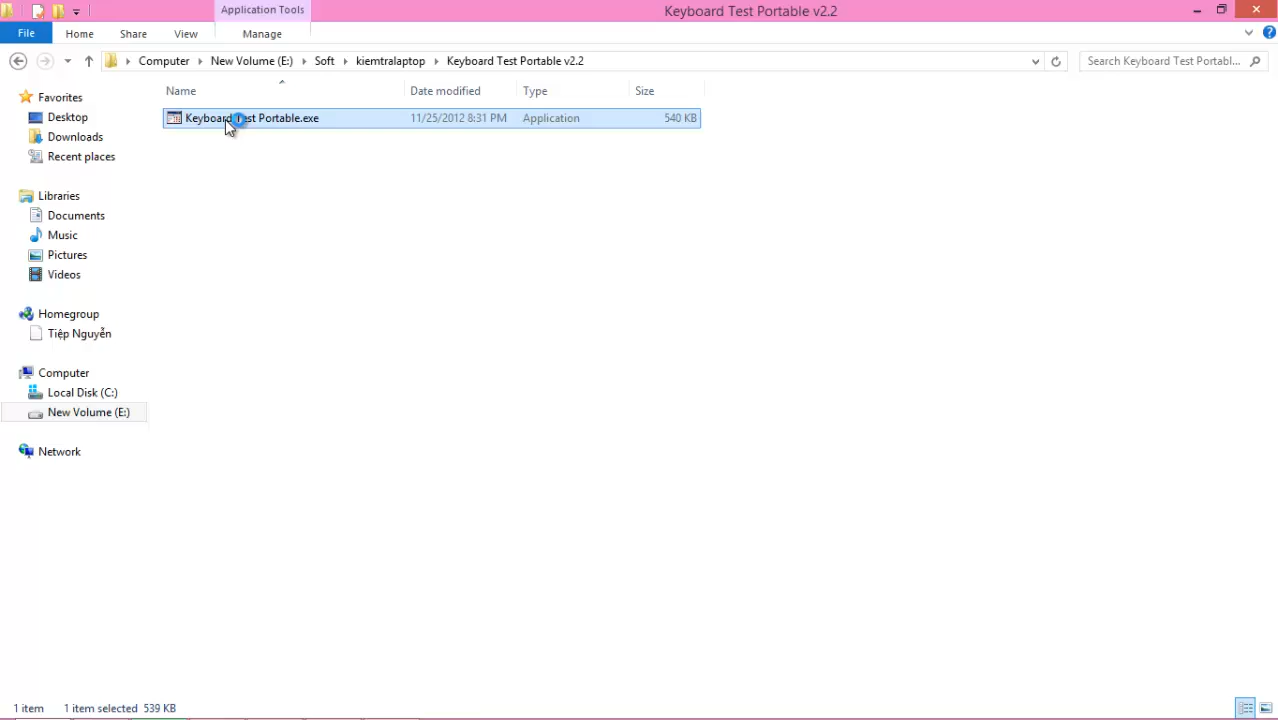 Application Tools
Keyboard Test Portable v2.2
File Home Share View Manage
Computer New Volume (E:) Soft kiemtralaptop Keyboard Test Portable v2.2
Search Keyboard Test Portabl...
Name Date modified Type Size
Keyboard Test Portable.exe 11/25/2012 8:31 PM Application 540 KB
Favorites
Desktop
Downloads
Recent places
Libraries
Documents
Music
Pictures
Videos
Homegroup
Tiệp Nguyễn
Computer
Local Disk (C:)
New Volume (E:)
Network
1 item 1 item selected 539 KB